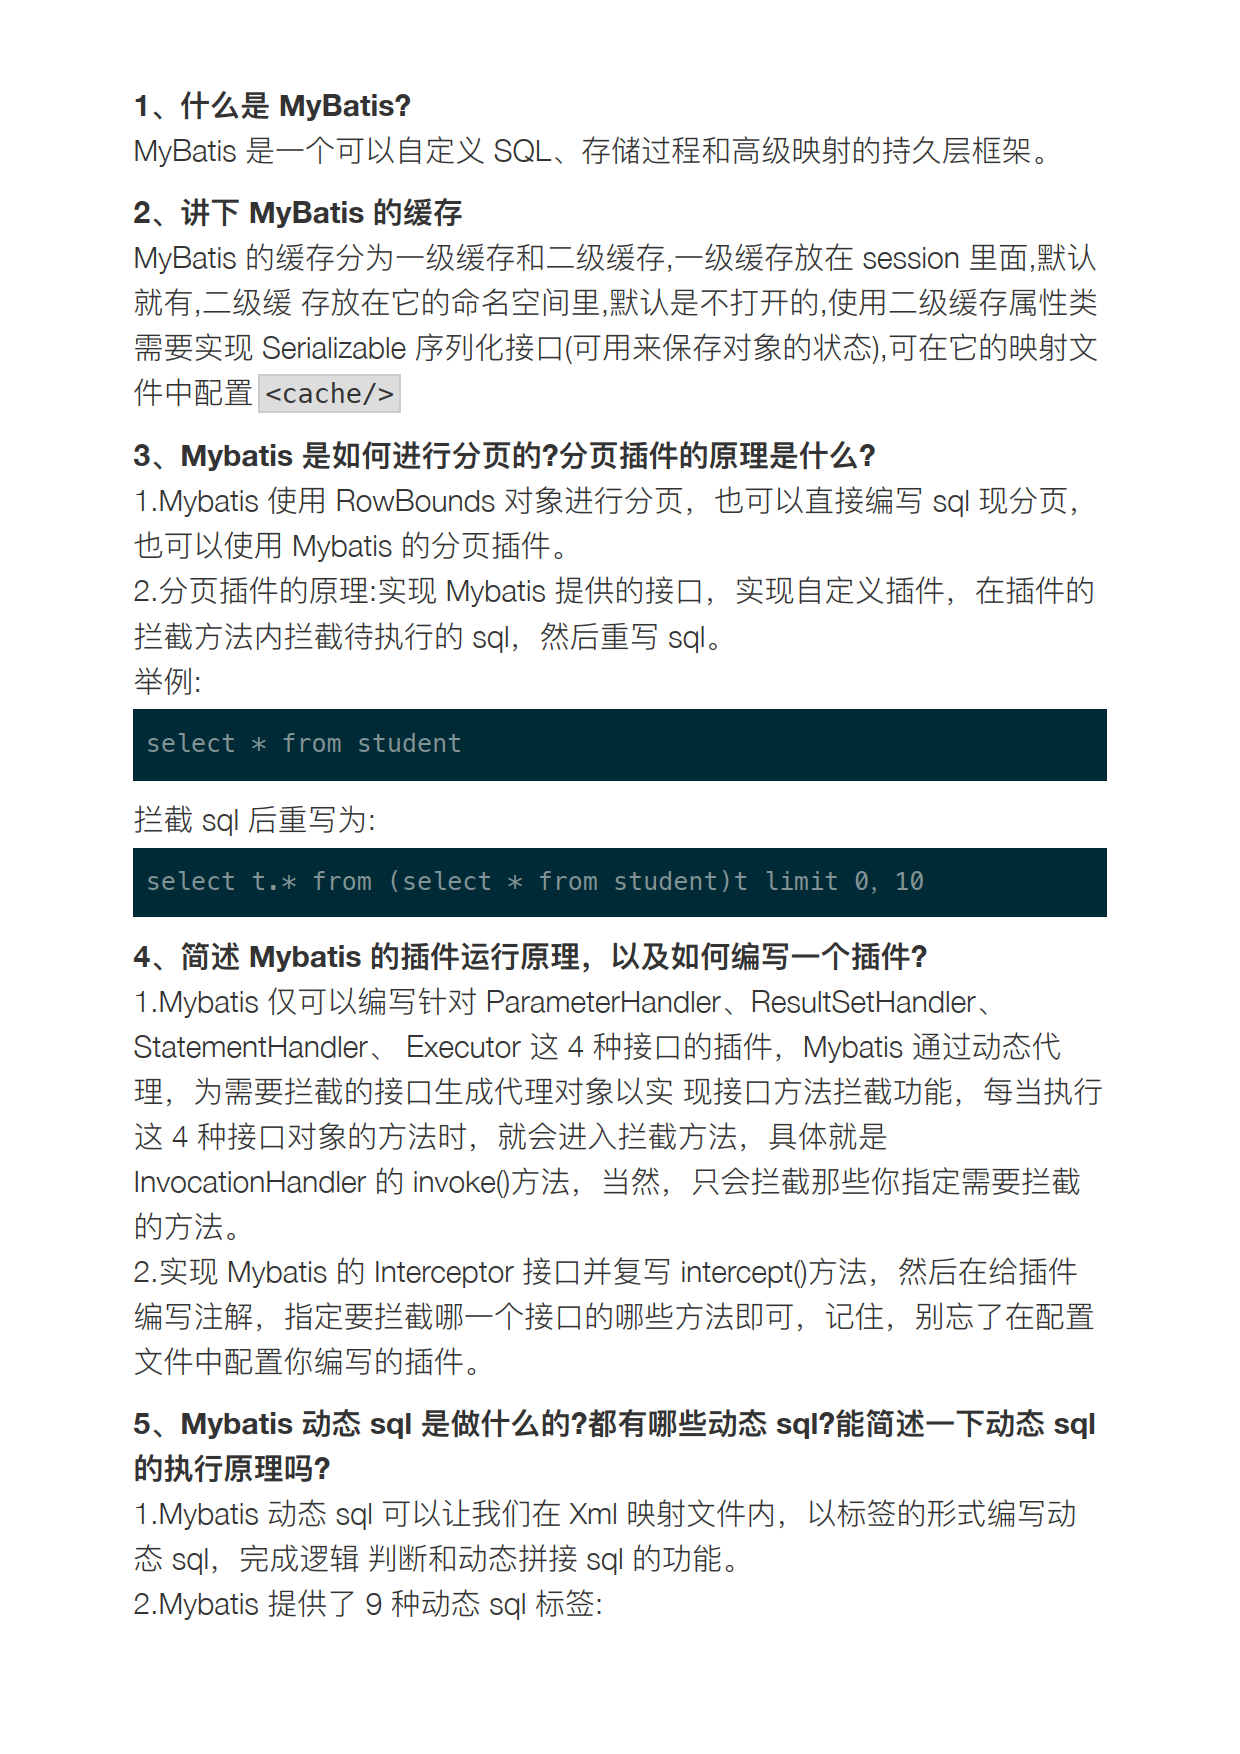 1、什么是 MyBatis?
MyBatis 是一个可以自定义 SQL、存储过程和高级映射的持久层框架。
2、讲下 MyBatis 的缓存
MyBatis 的缓存分为一级缓存和二级缓存,一级缓存放在 session 里面,默认
就有,二级缓 存放在它的命名空间里,默认是不打开的,使用二级缓存属性类
需要实现 Serializable 序列化接口(可用来保存对象的状态),可在它的映射文
件中配置 <cache/>
3、Mybatis 是如何进行分页的?分页插件的原理是什么?
1.Mybatis 使用 RowBounds 对象进行分页，也可以直接编写 sql 现分页，
也可以使用 Mybatis 的分页插件。
2.分页插件的原理:实现 Mybatis 提供的接口，实现自定义插件，在插件的
拦截方法内拦截待执行的 sql，然后重写 sql。
举例:
select * from student
拦截 sql 后重写为:
select t.* from (select * from student)t limit 0，10
4、简述 Mybatis 的插件运行原理，以及如何编写一个插件?
1.Mybatis 仅可以编写针对 ParameterHandler、ResultSetHandler、
StatementHandler、 Executor 这 4 种接口的插件，Mybatis 通过动态代
理，为需要拦截的接口生成代理对象以实 现接口方法拦截功能，每当执行
这 4 种接口对象的方法时，就会进入拦截方法，具体就是
InvocationHandler 的 invoke()方法，当然，只会拦截那些你指定需要拦截
的方法。
2.实现 Mybatis 的 Interceptor 接口并复写 intercept()方法，然后在给插件
编写注解，指定要拦截哪一个接口的哪些方法即可，记住，别忘了在配置
文件中配置你编写的插件。
5、Mybatis 动态 sql 是做什么的?都有哪些动态 sql?能简述一下动态 sql
的执行原理吗?
1.Mybatis 动态 sql 可以让我们在 Xml 映射文件内，以标签的形式编写动
态 sql，完成逻辑 判断和动态拼接 sql 的功能。
2.Mybatis 提供了 9 种动态 sql 标签: